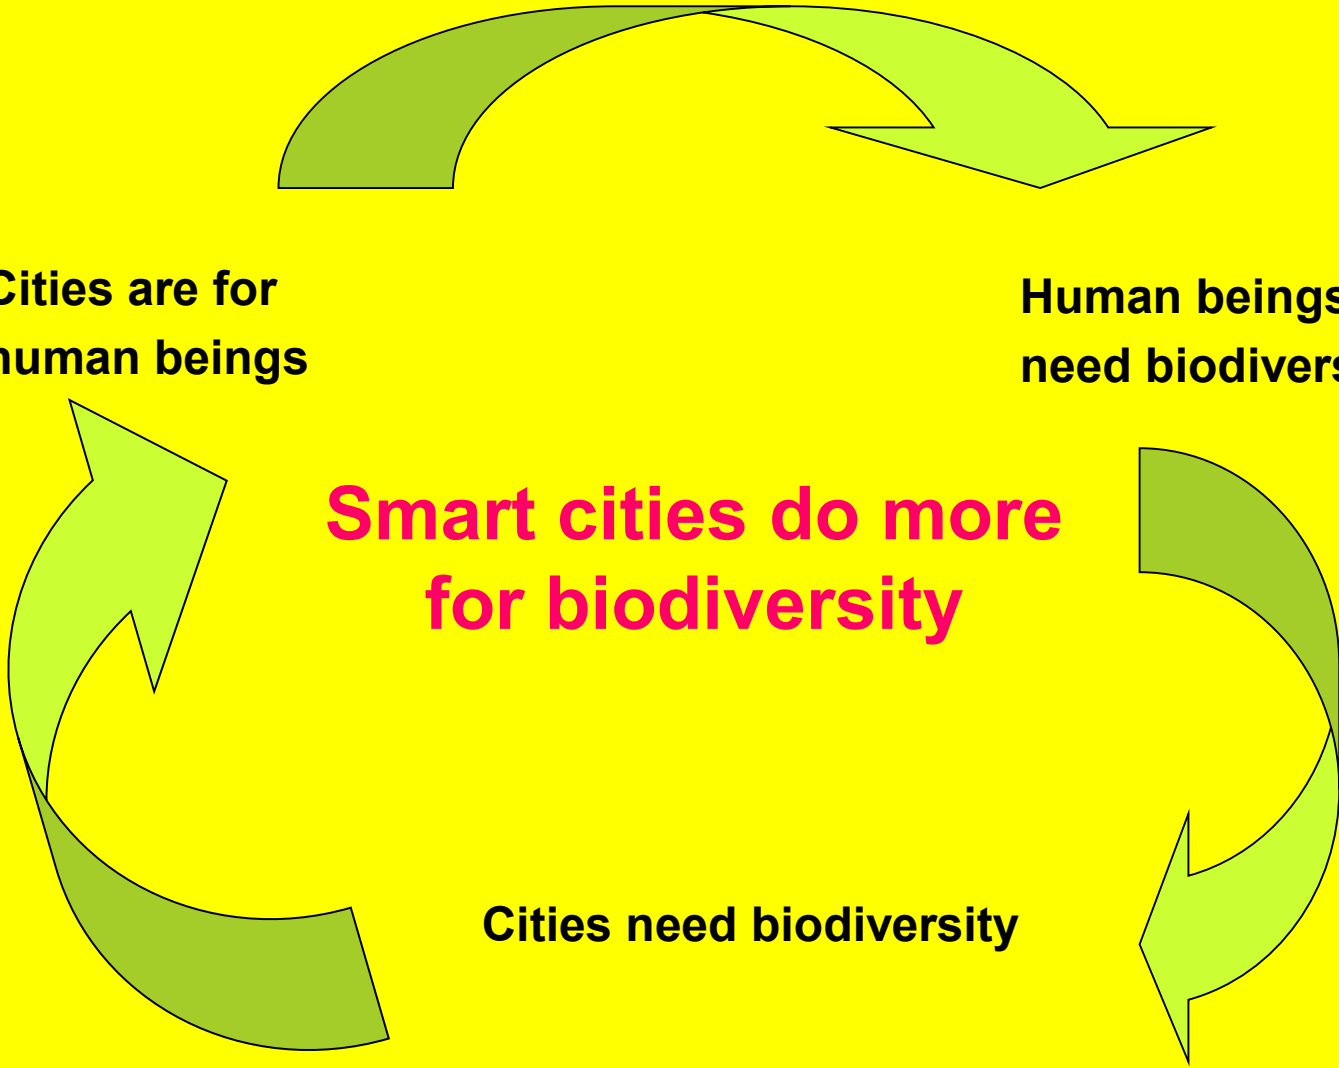 Cities are for
human beings
Human beings
need biodivers
Smart cities do more
for biodiversity
Cities need biodiversity